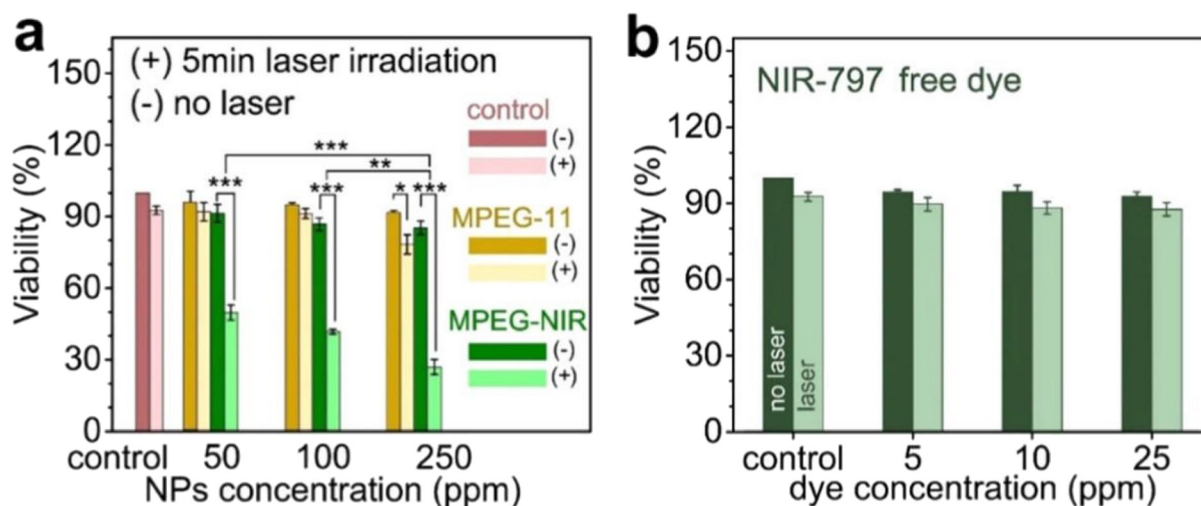 a
(+) 5min laser irradiation
(-) no laser
control
(-)
(+)
MPEG-11
(-)
(+)
MPEG-NIR
(-)
(+)
***
**
***
***
*
***
150
120
90
60
30
0
Viability (%)
control 50 100 250
NPs concentration (ppm)
b
NIR-797 free dye
150
120
90
60
30
0
Viability (%)
no laser
laser
control 5 10 25
dye concentration (ppm)